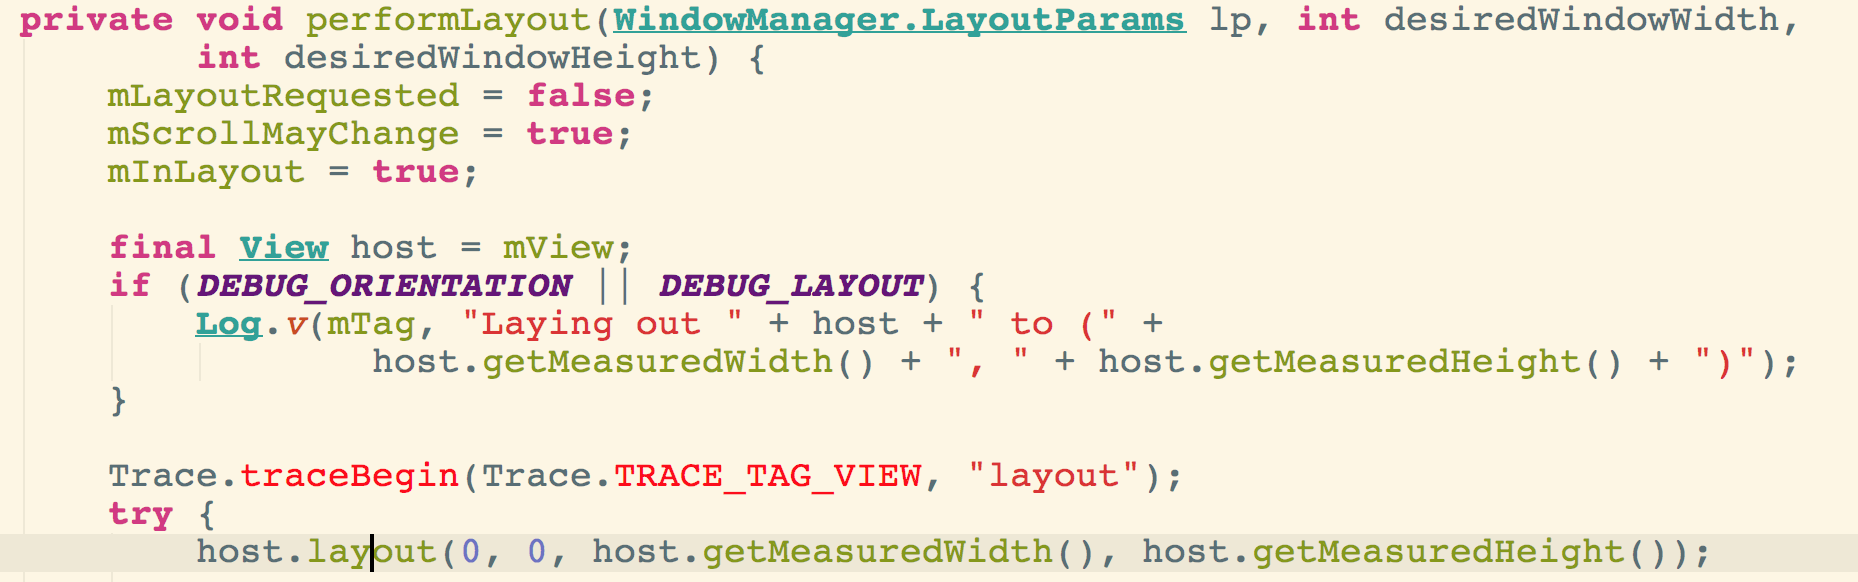 private void performLayout(WindowManager.LayoutParams lp, int desiredWindowWidth,
        int desiredWindowHeight) {
    mLayoutRequested = false;
    mScrollMayChange = true;
    mInLayout = true;

    final View host = mView;
    if (DEBUG_ORIENTATION || DEBUG_LAYOUT) {
        Log.v(mTag, "Laying out " + host + " to (" +
                host.getMeasuredWidth() + ", " + host.getMeasuredHeight() + ")");
    }

    Trace.traceBegin(Trace.TRACE_TAG_VIEW, "layout");
    try {
        host.layout(0, 0, host.getMeasuredWidth(), host.getMeasuredHeight());